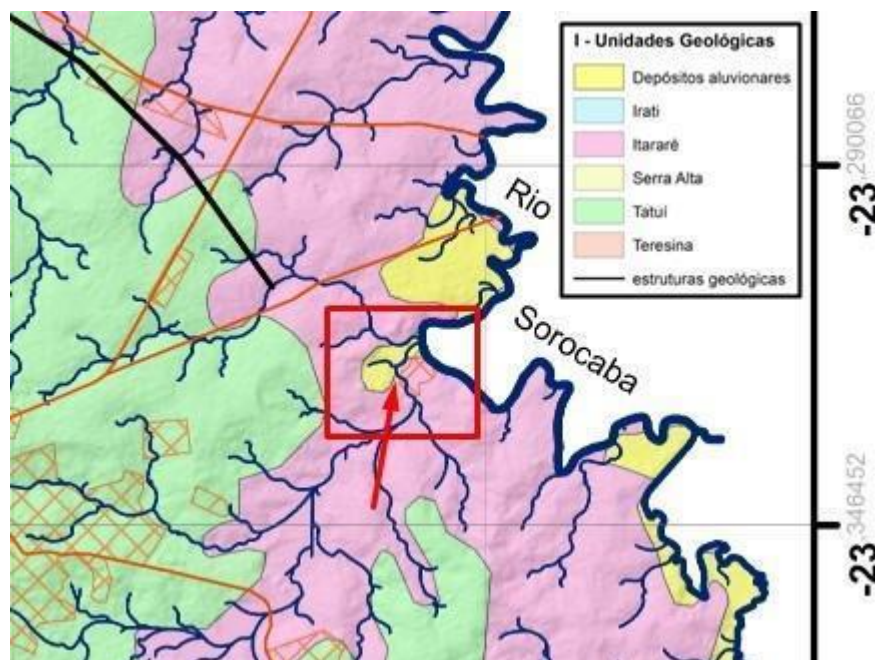 I - Unidades Geológicas
Depósitos aluvionares
Irati
Itararé
Serra Alta
Tatuí
Teresina
estruturas geológicas
Rio
Sorocaba
-23,290066
-23,346452